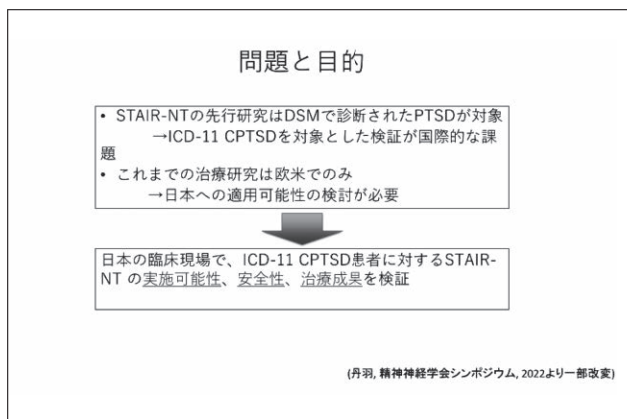 問題と目的
• STAIR-NTの先行研究はDSMで診断されたPTSDが対象
→ICD-11 CPTSDを対象とした検証が国際的な課
題
• これまでの治療研究は欧米でのみ
→日本への適用可能性の検討が必要
日本の臨床現場で、ICD-11 CPTSD患者に対するSTAIR-
NT の実施可能性、安全性、治療成果を検証
(丹羽, 精神神経学会シンポジウム, 2022より一部改変)